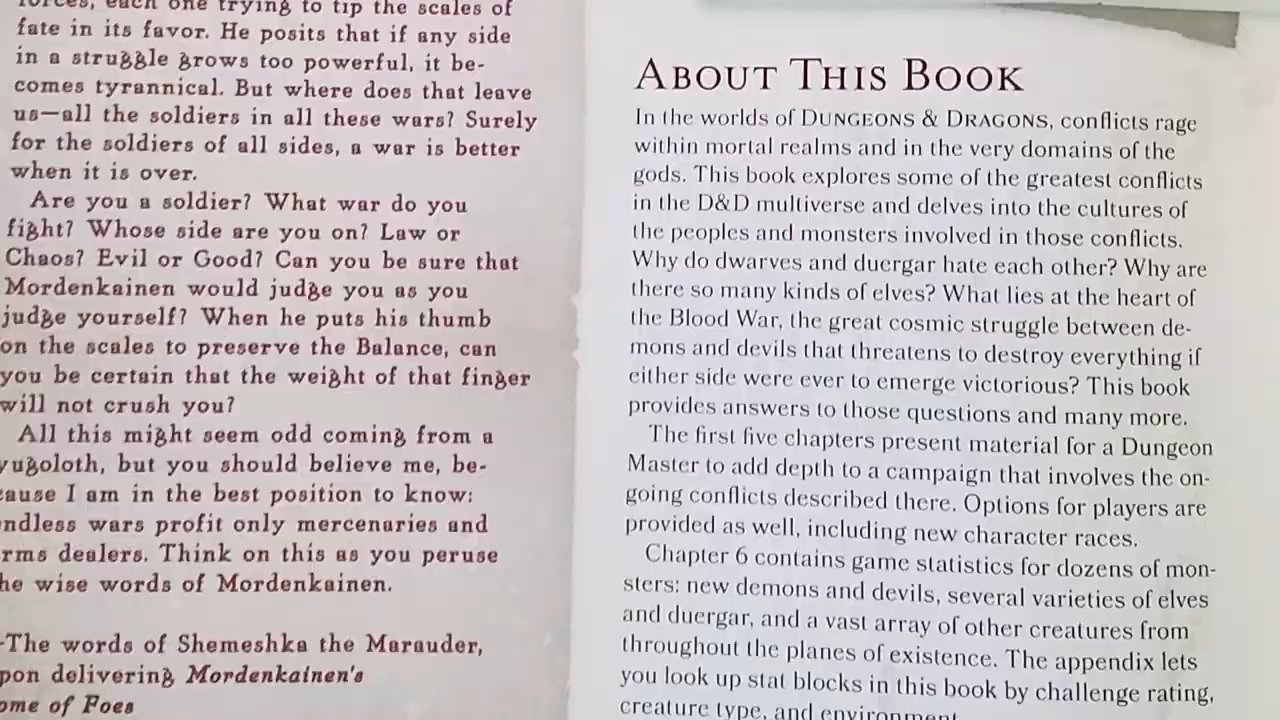 forces, each one trying to tip the scales of
fate in its favor. He posits that if any side
in a struggle grows too powerful, it be-
comes tyrannical. But where does that leave
us—all the soldiers in all these wars? Surely
for the soldiers of all sides, a war is better
when it is over.
Are you a soldier? What war do you
fight? Whose side are you on? Law or
Chaos? Evil or Good? Can you be sure that
Mordenkainen would judge you as you
judge yourself? When he puts his thumb
on the scales to preserve the Balance, can
you be certain that the weight of that finger
will not crush you?
All this might seem odd coming from a
yugoloth, but you should believe me, be-
cause I am in the best position to know:
ndless wars profit only mercenaries and
rms dealers. Think on this as you peruse
he wise words of Mordenkainen.
-The words of Shemeshka the Marauder,
pon delivering Mordenkainen's
ome of Foes
ABOUT THIS BOOK
In the worlds of DUNGEONS & DRAGONS, conflicts rage
within mortal realms and in the very domains of the
gods. This book explores some of the greatest conflicts
in the D&D multiverse and delves into the cultures of
the peoples and monsters involved in those conflicts.
Why do dwarves and duergar hate each other? Why are
there so many kinds of elves? What lies at the heart of
the Blood War, the great cosmic struggle between de-
mons and devils that threatens to destroy everything if
either side were ever to emerge victorious? This book
provides answers to those questions and many more.
The first five chapters present material for a Dungeon
Master to add depth to a campaign that involves the on-
going conflicts described there. Options for players are
provided as well, including new character races.
Chapter 6 contains game statistics for dozens of mon-
sters: new demons and devils, several varieties of elves
and duergar, and a vast array of other creatures from
throughout the planes of existence. The appendix lets
you look up stat blocks in this book by challenge rating,
creature type, and environment.